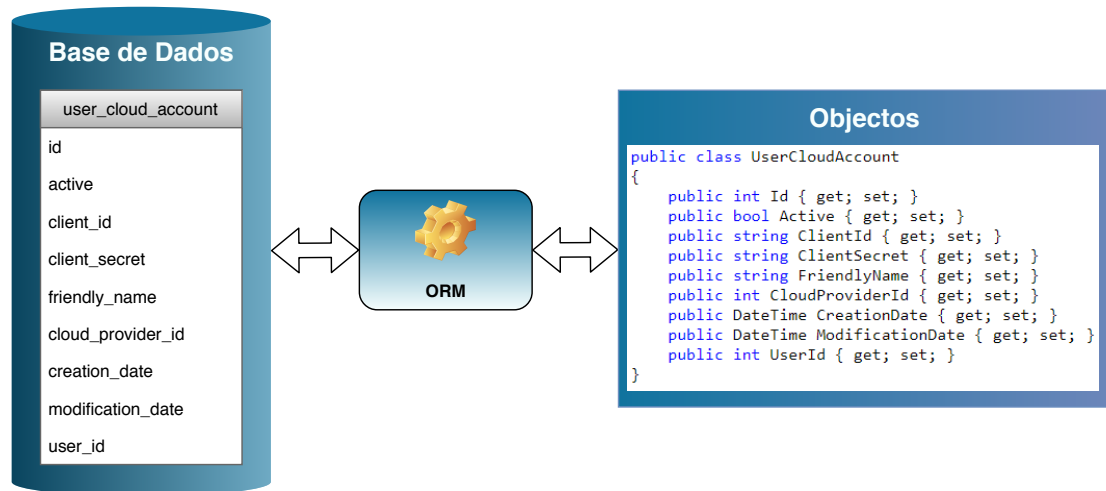 Base de Dados
user_cloud_account
id
active
client_id
client_secret
friendly_name
cloud_provider_id
creation_date
modification_date
user_id
ORM
Objectos
public class UserCloudAccount
{
    public int Id { get; set; }
    public bool Active { get; set; }
    public string ClientId { get; set; }
    public string ClientSecret { get; set; }
    public string FriendlyName { get; set; }
    public int CloudProviderId { get; set; }
    public DateTime CreationDate { get; set; }
    public DateTime ModificationDate { get; set; }
    public int UserId { get; set; }
}